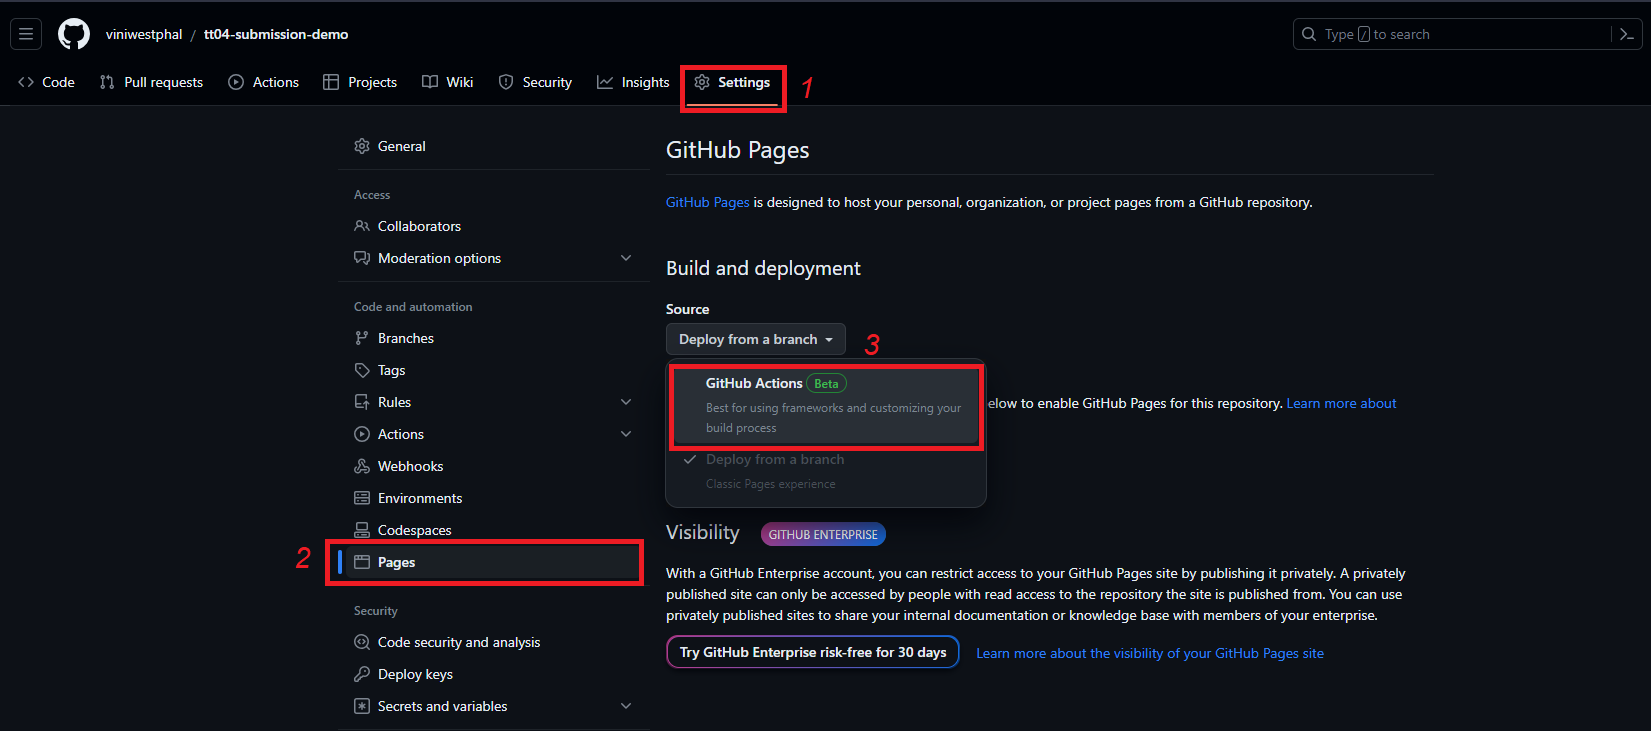 viniwestphal / tt04-submission-demo
Type / to search
Code Pull requests Actions Projects Wiki Security Insights Settings 1
General
Access
Collaborators
Moderation options
Code and automation
Branches
Tags
Rules
Actions
Webhooks
Environments
Codespaces
2 Pages
Security
Code security and analysis
Deploy keys
Secrets and variables
GitHub Pages
GitHub Pages is designed to host your personal, organization, or project pages from a GitHub repository.
Build and deployment
Source
Deploy from a branch 3
GitHub Actions Beta
Best for using frameworks and customizing your
build process
elow to enable GitHub Pages for this repository. Learn more about
Deploy from a branch
Classic Pages experience
Visibility GITHUB ENTERPRISE
With a GitHub Enterprise account, you can restrict access to your GitHub Pages site by publishing it privately. A privately
published site can only be accessed by people with read access to the repository the site is published from. You can use
privately published sites to share your internal documentation or knowledge base with members of your enterprise.
Try GitHub Enterprise risk-free for 30 days Learn more about the visibility of your GitHub Pages site